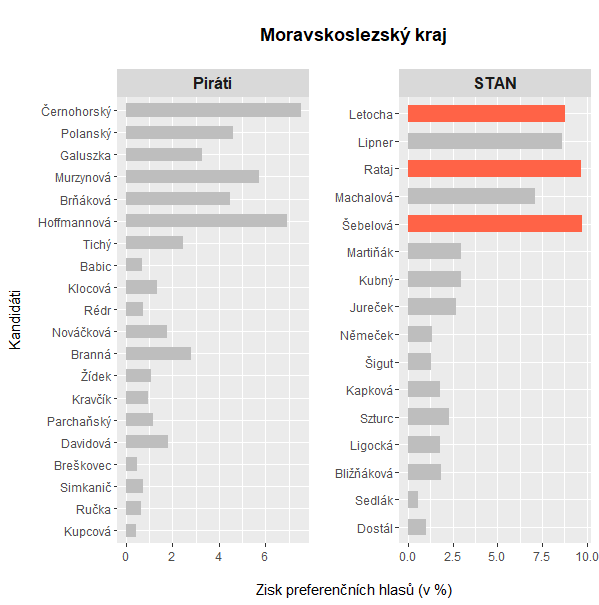 Moravskoslezský kraj
Piráti
Černohorský
Polanský
Galuszka
Murzynová
Brňáková
Hoffmannová
Tichý
Babic
Klocová
Rédr
Nováčková
Branná
Žídek
Kravčík
Parchaňský
Davidová
Breškovec
Simkanič
Ručka
Kupcová
0 2 4 6
STAN
Letocha
Lipner
Rataj
Machalová
Šebelová
Martiňák
Kubný
Jureček
Němeček
Šigut
Kapková
Szturc
Ligocká
Bližňáková
Sedlák
Dostál
0.0 2.5 5.0 7.5 10.0
Kandidáti
Zisk preferenčních hlasů (v %)